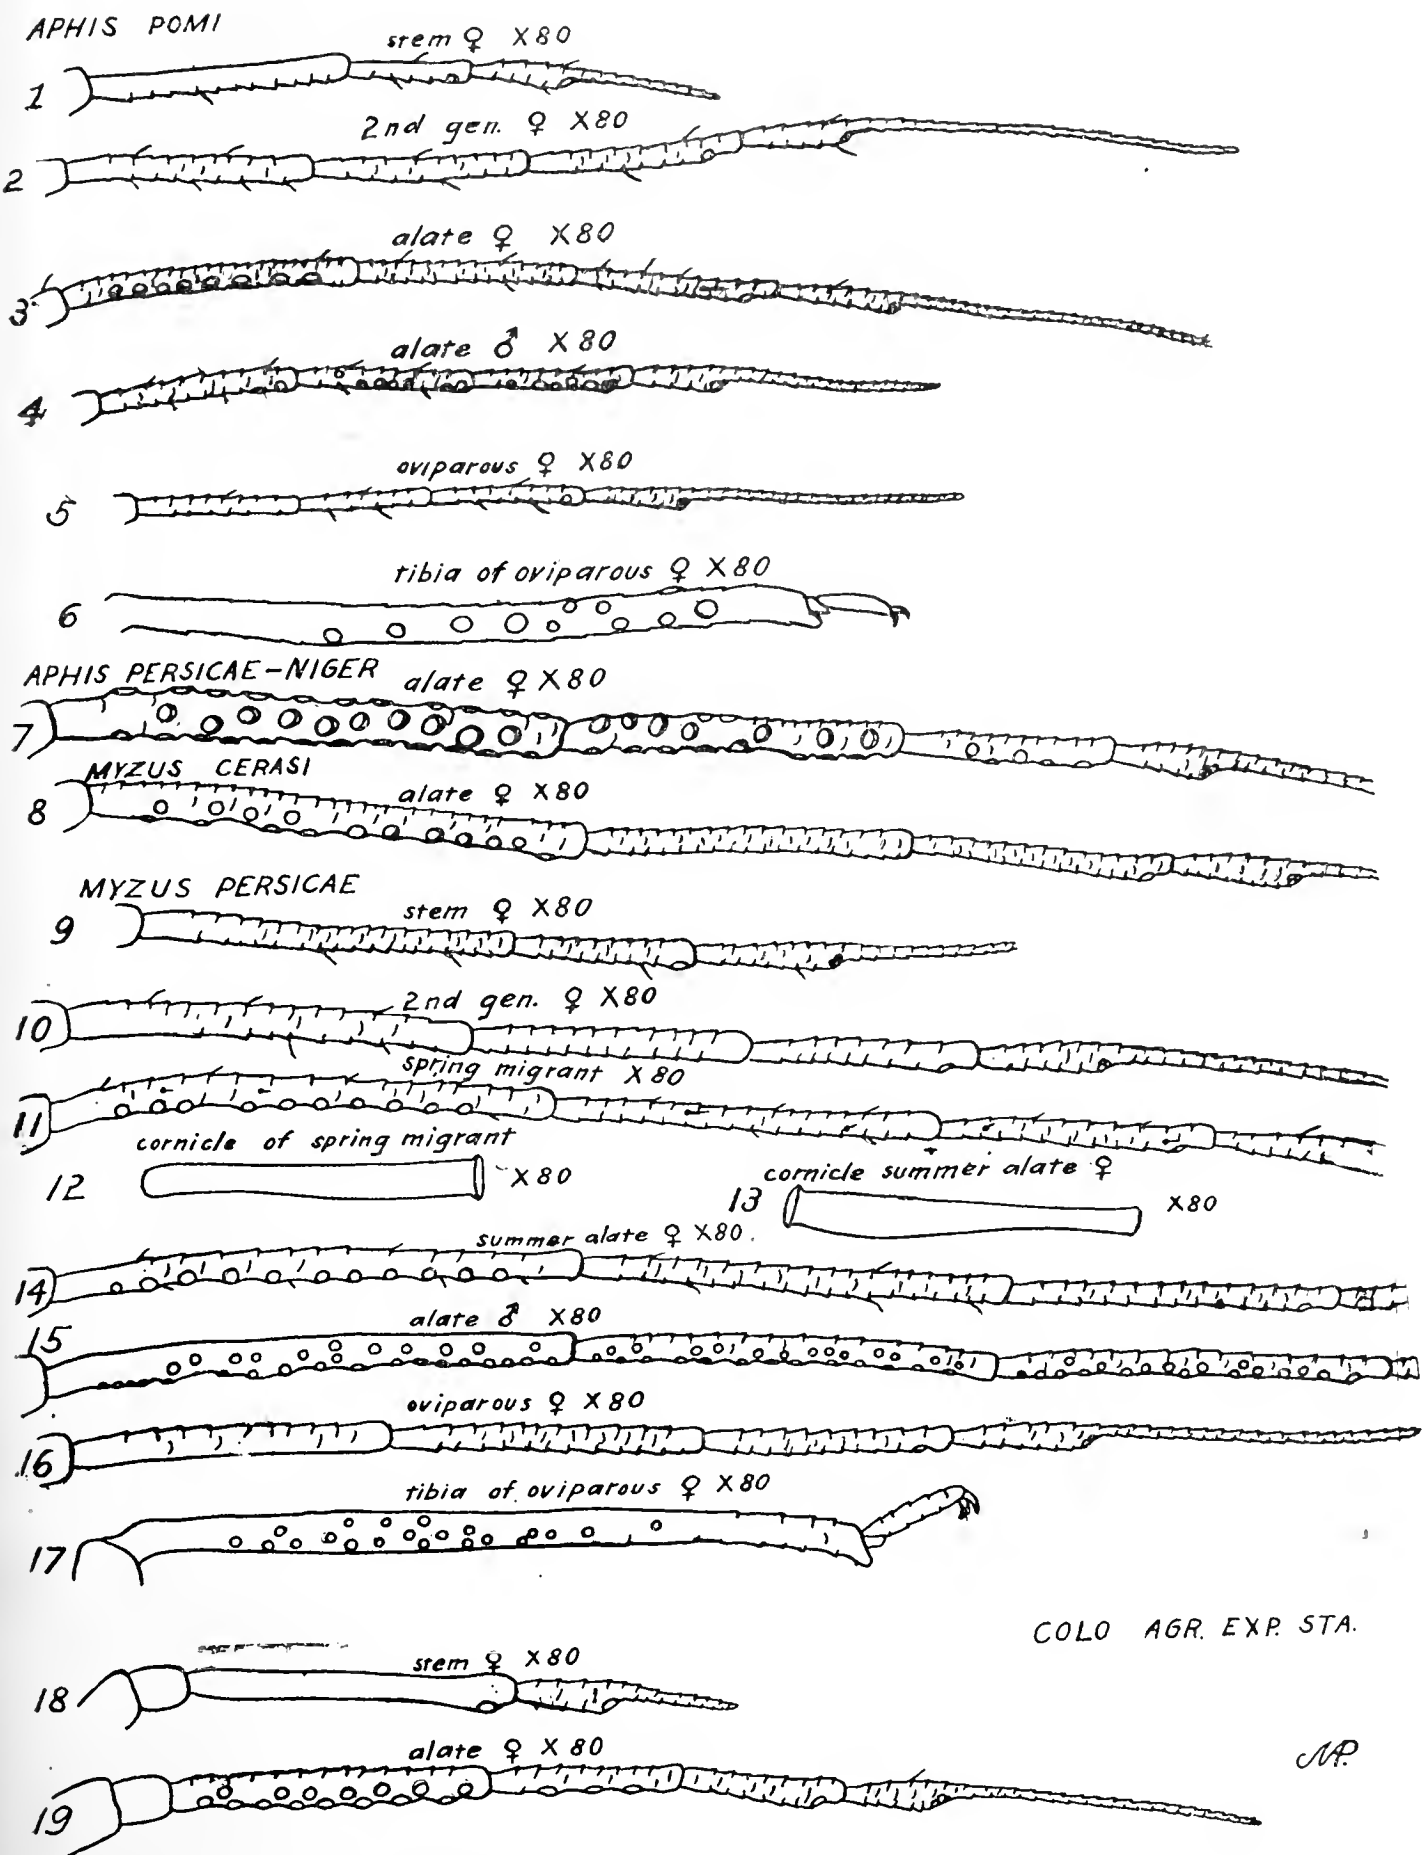 APHIS POMI
stem ♀ X80
1
2nd gen. ♀ X80
2
alate ♀ X80
3
alate ♂ X80
4
oviparous ♀ X80
5
tibia of oviparous ♀ X80
6
APHIS PERSICAE-NIGER
alate ♀ X80
7
MYZUS CERASI
alate ♀ X80
8
MYZUS PERSICAE
stem ♀ X80
9
2nd gen. ♀ X80
10
spring migrant X80
11
cornicle of spring migrant
12 X80
cornicle summer alate ♀
13 X80
summer alate ♀ X80.
14
alate ♂ X80
15
oviparous ♀ X80
16
tibia of oviparous ♀ X80
17
COLO AGR. EXP. STA.
stem ♀ X80
18
alate ♀ X80
19